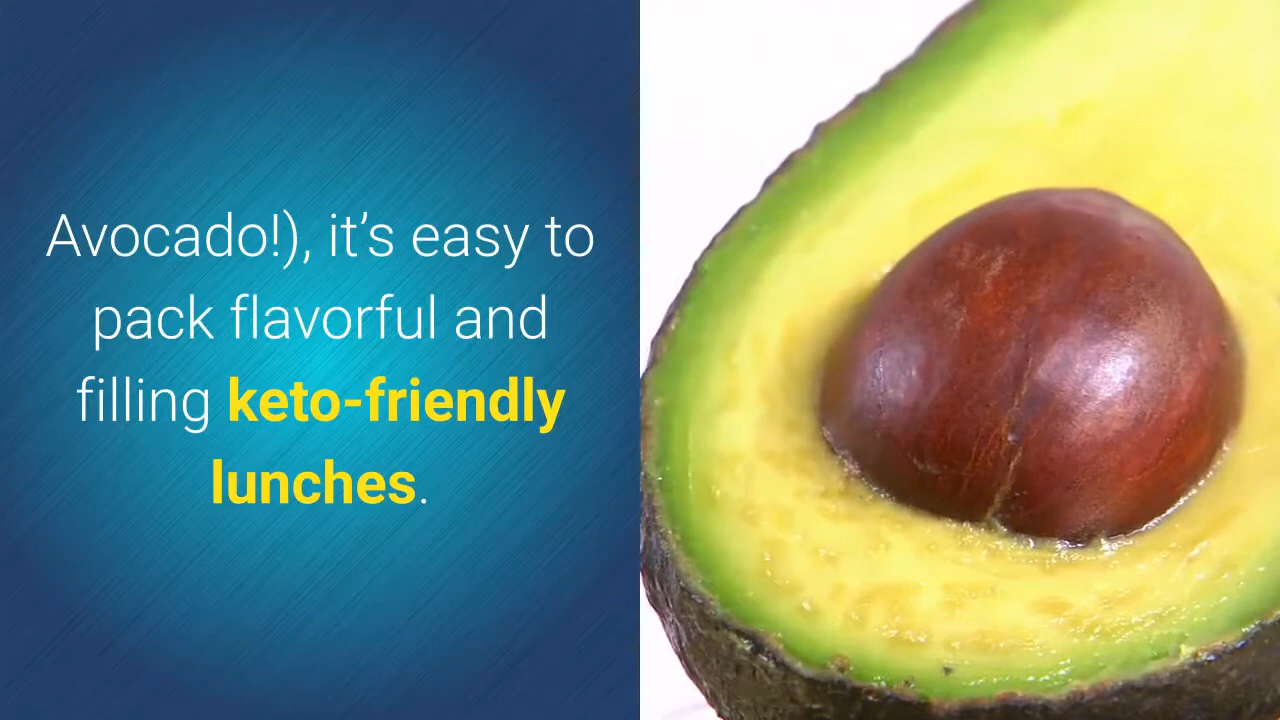 Avocado!), it’s easy to
pack flavorful and
filling keto-friendly
lunches.